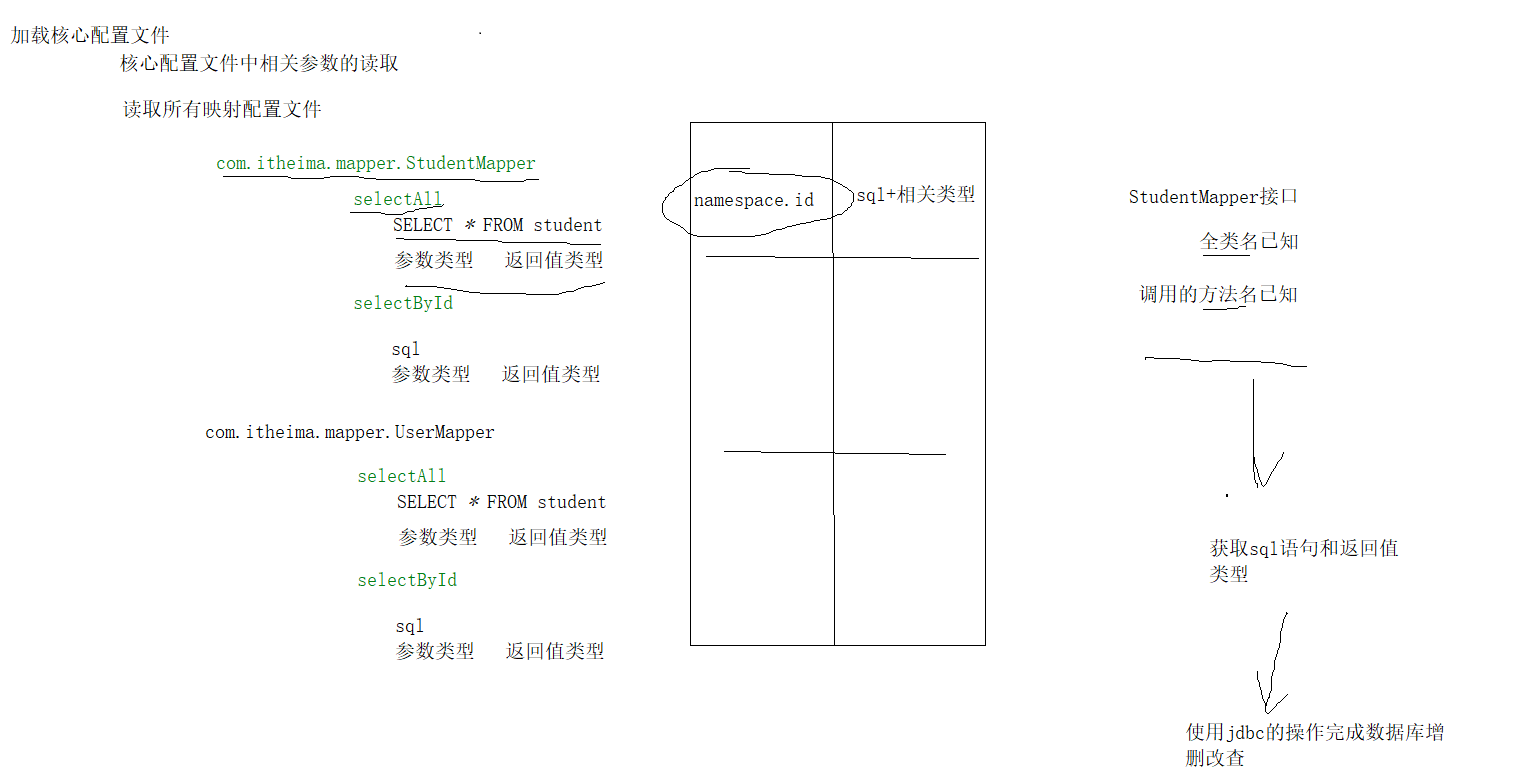 加载核心配置文件
核心配置文件中相关参数的读取
读取所有映射配置文件
com.itheima.mapper.StudentMapper
selectAll
SELECT * FROM student
参数类型 返回值类型
selectById
sql
参数类型 返回值类型
com.itheima.mapper.UserMapper
selectAll
SELECT * FROM student
参数类型 返回值类型
selectById
sql
参数类型 返回值类型
namespace.id
sql+相关类型
StudentMapper接口
全类名已知
调用的方法名已知
获取sql语句和返回值
类型
使用jdbc的操作完成数据库增
删改查